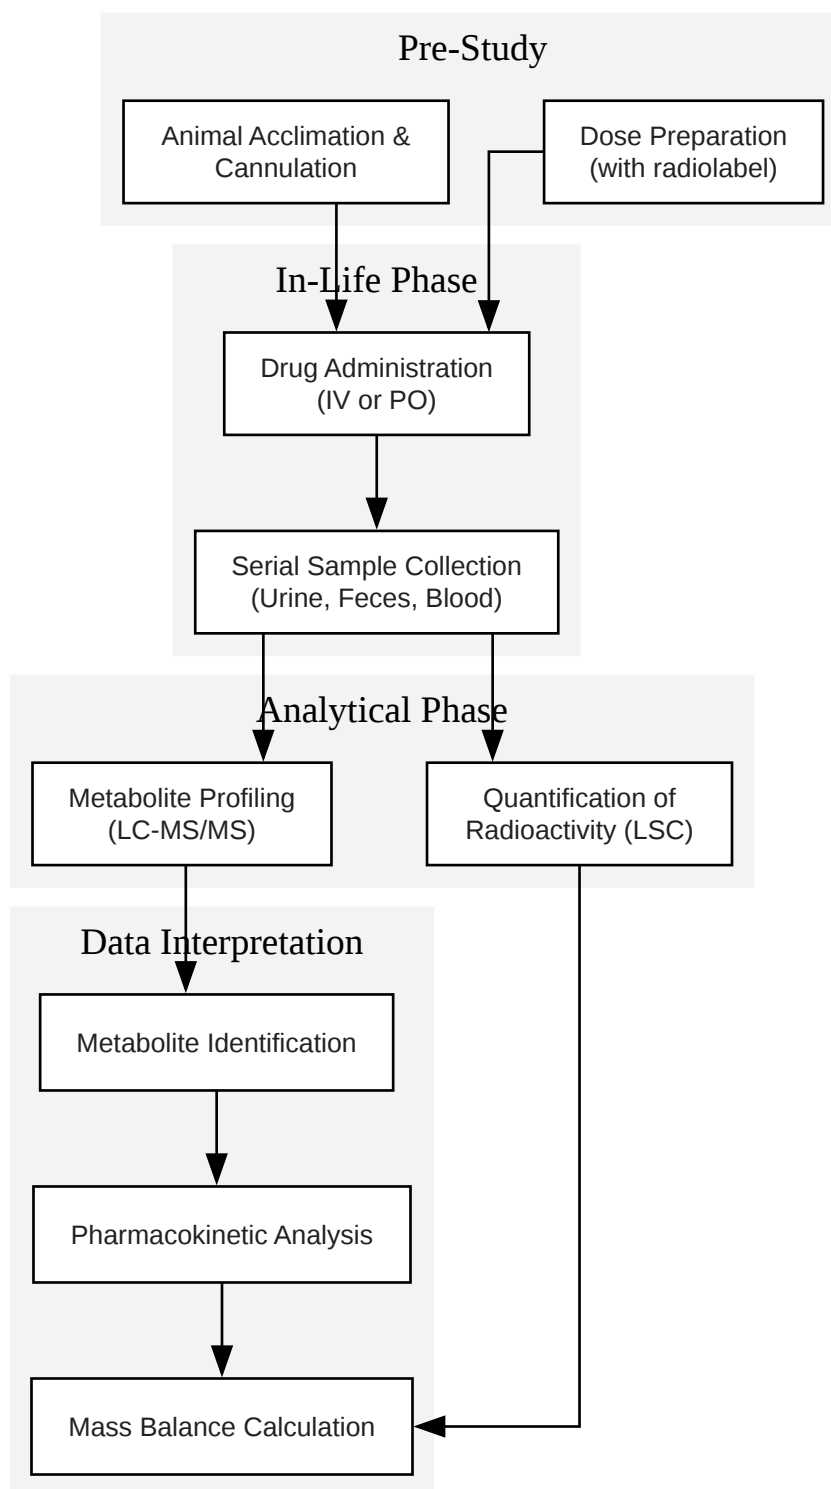 Pre-Study
Animal Acclimation &
Cannulation
Dose Preparation
(with radiolabel)
In-Life Phase
Drug Administration
(IV or PO)
Serial Sample Collection
(Urine, Feces, Blood)
Analytical Phase
Metabolite Profiling
(LC-MS/MS)
Quantification of
Radioactivity (LSC)
Data Interpretation
Metabolite Identification
Pharmacokinetic Analysis
Mass Balance Calculation